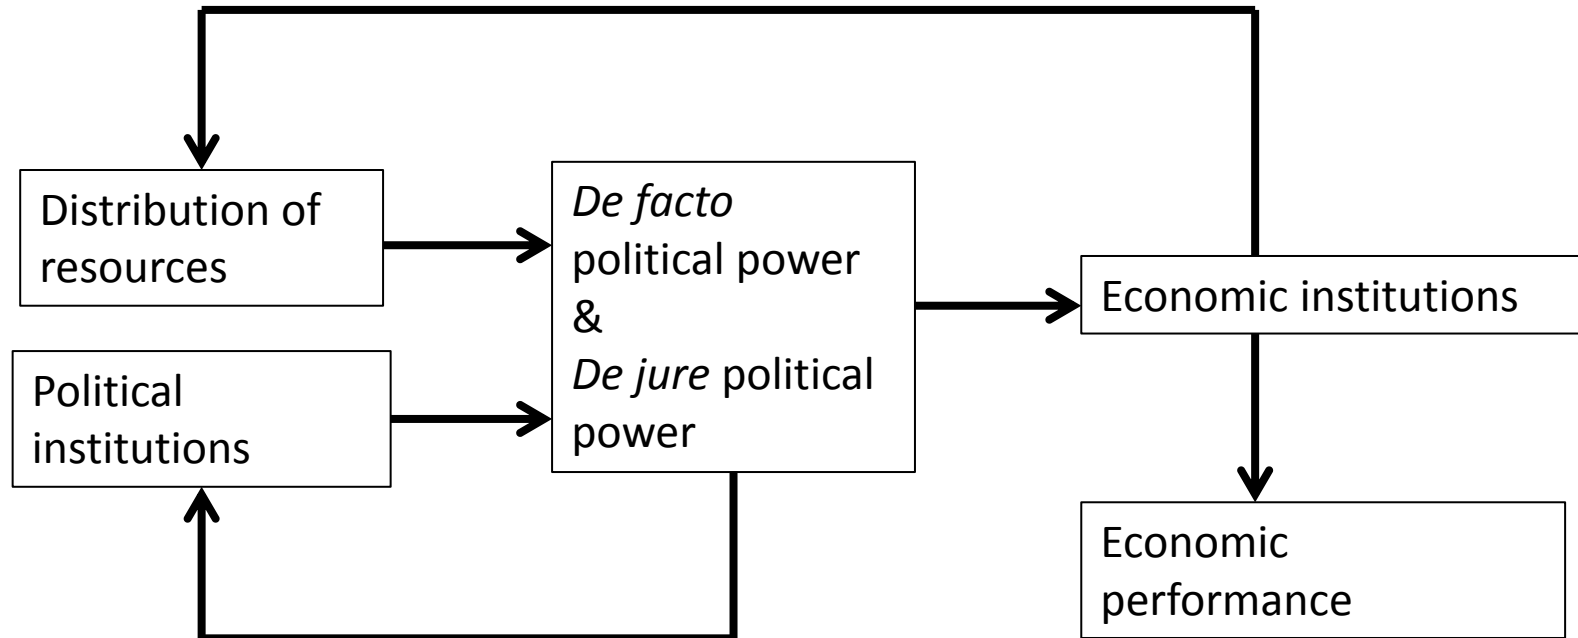 Distribution of
resources
De facto
political power
&
De jure political
power
Economic institutions
Political
institutions
Economic
performance